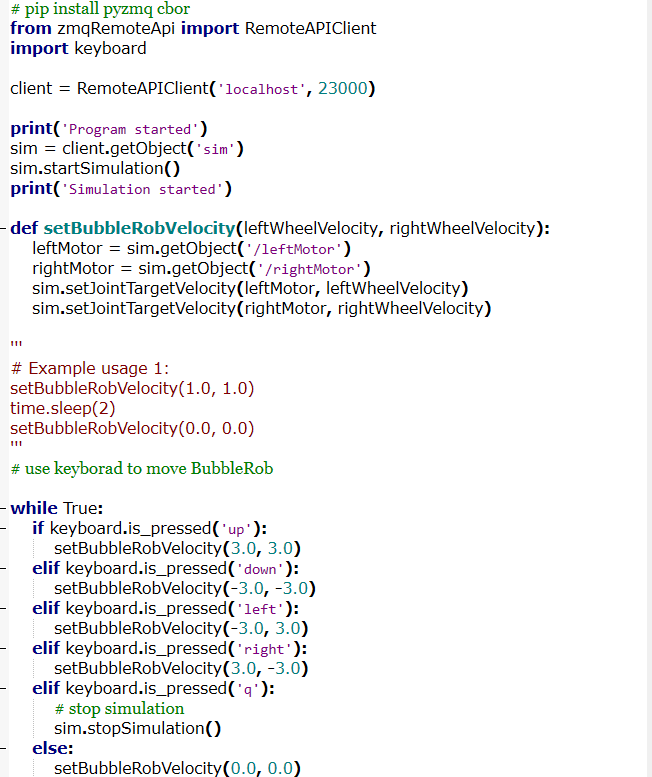 # pip install pyzmq cbor
from zmqRemoteApi import RemoteAPIClient
import keyboard
client = RemoteAPIClient('localhost', 23000)
print('Program started')
sim = client.getObject('sim')
sim.startSimulation()
print('Simulation started')
def setBubbleRobVelocity(leftWheelVelocity, rightWheelVelocity):
    leftMotor = sim.getObject('/leftMotor')
    rightMotor = sim.getObject('/rightMotor')
    sim.setJointTargetVelocity(leftMotor, leftWheelVelocity)
    sim.setJointTargetVelocity(rightMotor, rightWheelVelocity)
'''
# Example usage 1:
setBubbleRobVelocity(1.0, 1.0)
time.sleep(2)
setBubbleRobVelocity(0.0, 0.0)
'''
# use keyborad to move BubbleRob
while True:
    if keyboard.is_pressed('up'):
        setBubbleRobVelocity(3.0, 3.0)
    elif keyboard.is_pressed('down'):
        setBubbleRobVelocity(-3.0, -3.0)
    elif keyboard.is_pressed('left'):
        setBubbleRobVelocity(-3.0, 3.0)
    elif keyboard.is_pressed('right'):
        setBubbleRobVelocity(3.0, -3.0)
    elif keyboard.is_pressed('q'):
        # stop simulation
        sim.stopSimulation()
    else:
        setBubbleRobVelocity(0.0, 0.0)